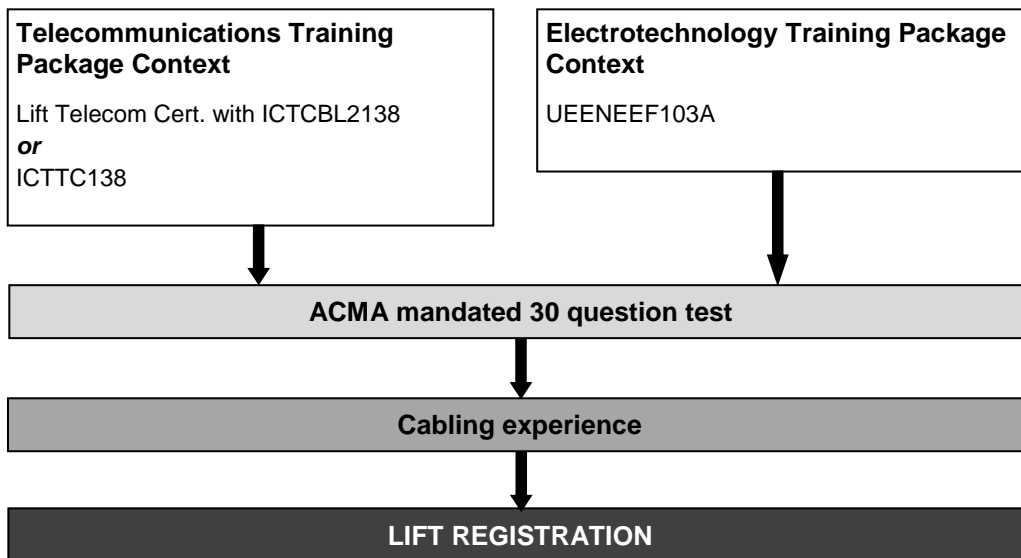 Telecommunications Training
Package Context
Lift Telecom Cert. with ICTCBL2138
or
ICTTC138
Electrotechnology Training Package
Context
UEENEEF103A
ACMA mandated 30 question test
Cabling experience
LIFT REGISTRATION